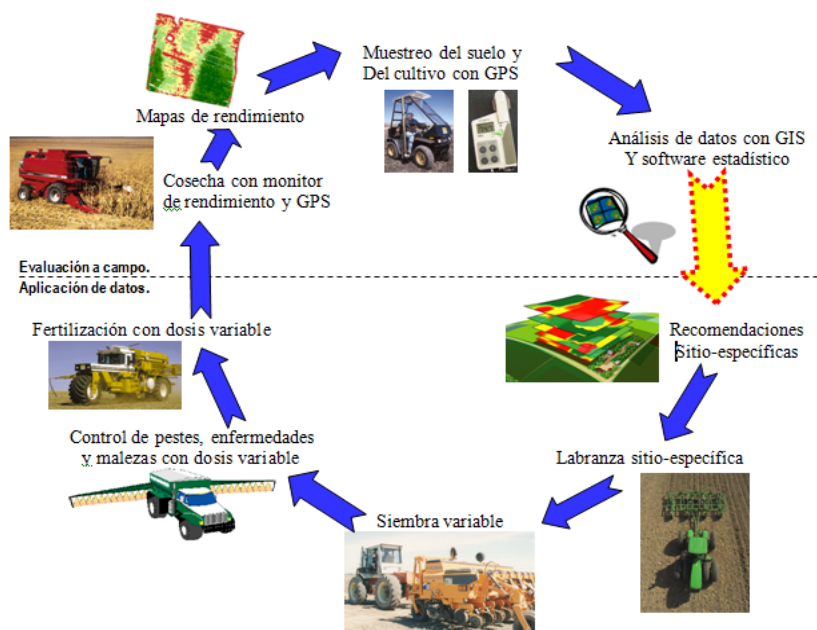 Muestreo del suelo y
Del cultivo con GPS
Mapas de rendimiento
Análisis de datos con GIS
Y software estadístico
Cosecha con monitor
de rendimiento y GPS
Evaluación a campo.
Aplicación de datos.
Fertilización con dosis variable
Recomendaciones
Sitio-específicas
Control de pestes, enfermedades
y malezas con dosis variable
Labranza sitio-específica
Siembra variable